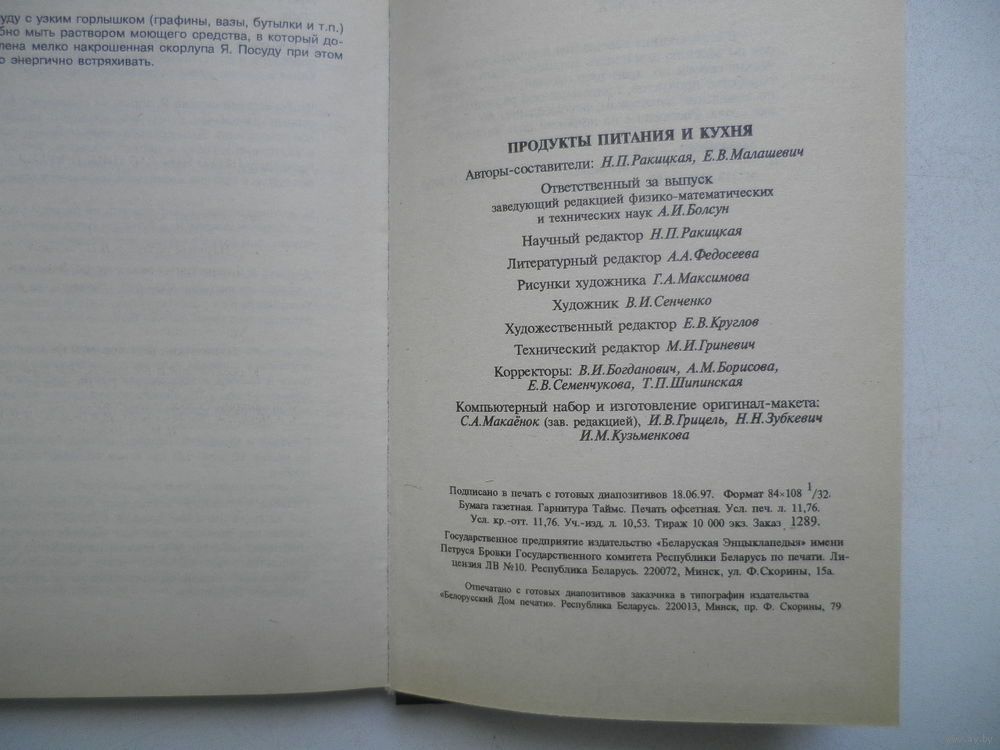 уду с узким горлышком (графины, вазы, бутылки и т.п.)
бно мыть раствором моющего средства, в который до-
лена мелко накрошенная скорлупа Я. Посуду при этом
о энергично встряхивать.
ПРОДУКТЫ ПИТАНИЯ И КУХНЯ
Авторы-составители: Н.П.Ракицкая, Е.В.Малашевич
Ответственный за выпуск
заведующий редакцией физико-математических
и технических наук А.И.Болсун
Научный редактор Н.П.Ракицкая
Литературный редактор А.А.Федосеева
Рисунки художника Г.А.Максимова
Художник В.И.Сенченко
Художественный редактор Е.В.Круглов
Технический редактор М.И.Гриневич
Корректоры: В.И.Богданович, А.М.Борисова,
Е.В.Семенчукова, Т.П.Шипинская
Компьютерный набор и изготовление оригинал-макета:
С.А.Макаёнок (зав. редакцией), И.В.Грицель, Н.Н.Зубкевич
И.М.Кузьменкова
Подписано в печать с готовых диапозитивов 18.06.97. Формат 84×108 1/32.
Бумага газетная. Гарнитура Таймс. Печать офсетная. Усл. печ. л. 11,76.
Усл. кр.-отт. 11,76. Уч.-изд. л. 10,53. Тираж 10 000 экз. Заказ 1289.
Государственное предприятие издательство «Беларуская Энцыклапедыя» имени
Петруся Бровки Государственного комитета Республики Беларусь по печати. Ли-
цензия ЛВ №10. Республика Беларусь. 220072, Минск, ул. Ф.Скорины, 15а.
Отпечатано с готовых диапозитивов заказчика в типографии издательства
«Белорусский Дом печати». Республика Беларусь. 220013, Минск, пр. Ф. Скорины, 79
www.ay.by